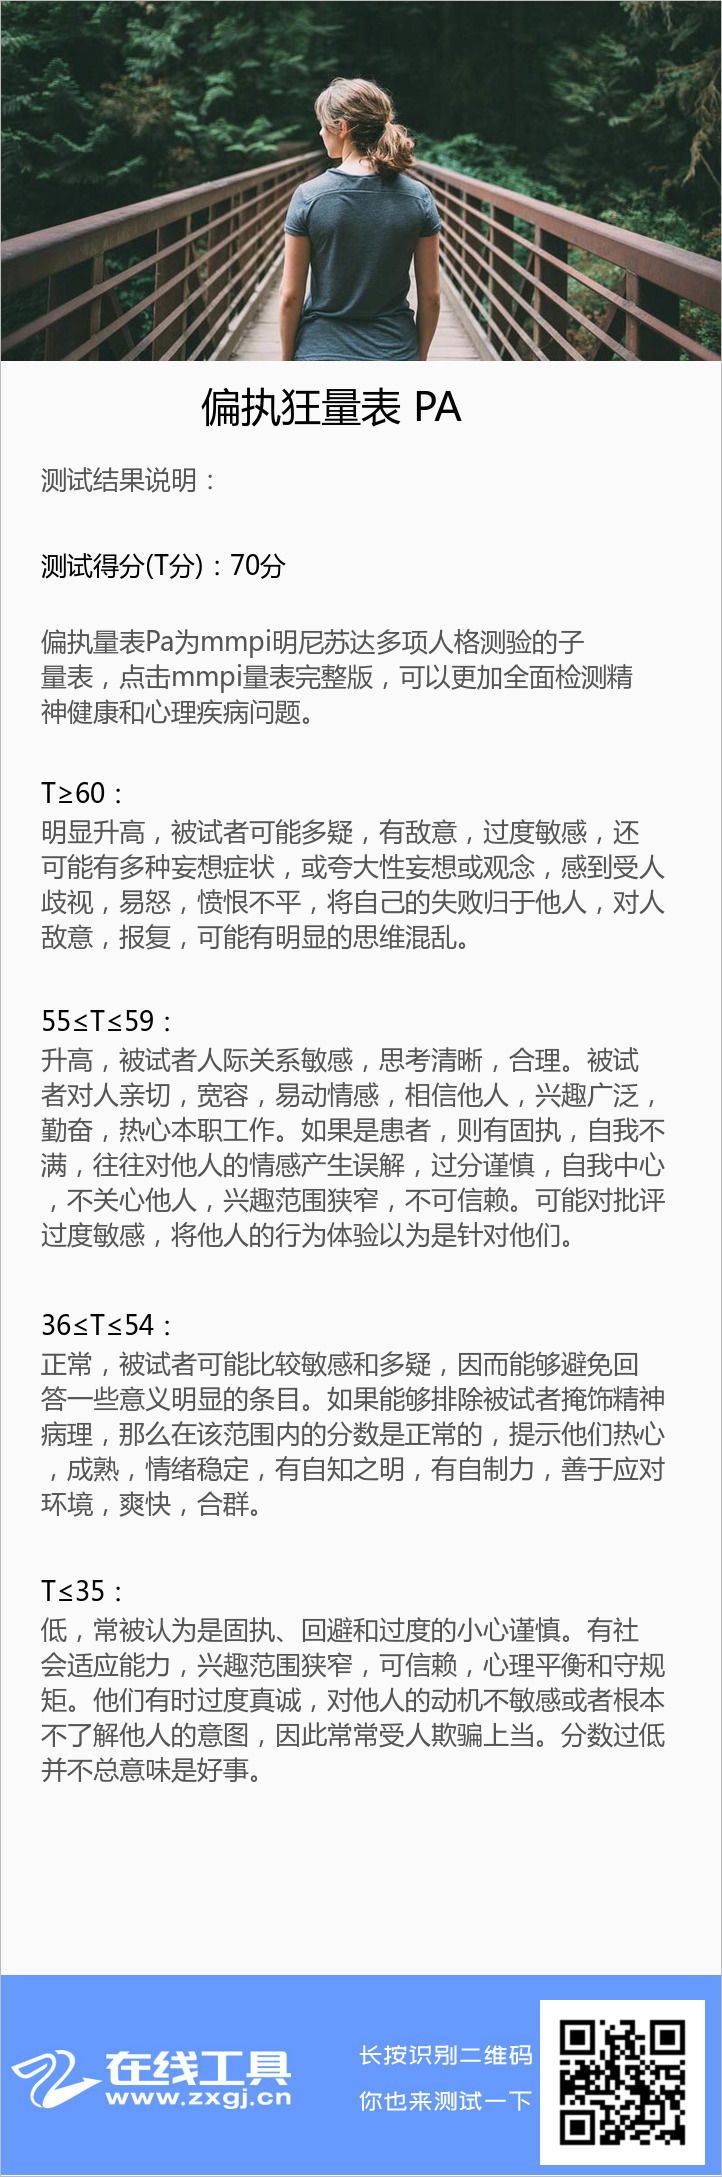 偏执狂量表 PA
测试结果说明：
测试得分(T分)：70分
偏执量表Pa为mmpi明尼苏达多项人格测验的子
量表，点击mmpi量表完整版，可以更加全面检测精
神健康和心理疾病问题。
T≥60：
明显升高，被试者可能多疑，有敌意，过度敏感，还
可能有多种妄想症状，或夸大性妄想或观念，感到受人
歧视，易怒，愤恨不平，将自己的失败归于他人，对人
敌意，报复，可能有明显的思维混乱。
55≤T≤59：
升高，被试者人际关系敏感，思考清晰，合理。被试
者对人亲切，宽容，易动情感，相信他人，兴趣广泛，
勤奋，热心本职工作。如果是患者，则有固执，自我不
满，往往对他人的情感产生误解，过分谨慎，自我中心
，不关心他人，兴趣范围狭窄，不可信赖。可能对批评
过度敏感，将他人的行为体验以为是针对他们。
36≤T≤54：
正常，被试者可能比较敏感和多疑，因而能够避免回
答一些意义明显的条目。如果能够排除被试者掩饰精神
病理，那么在该范围内的分数是正常的，提示他们热心
，成熟，情绪稳定，有自知之明，有自制力，善于应对
环境，爽快，合群。
T≤35：
低，常被认为是固执、回避和过度的小心谨慎。有社
会适应能力，兴趣范围狭窄，可信赖，心理平衡和守规
矩。他们有时过度真诚，对他人的动机不敏感或者根本
不了解他人的意图，因此常常受人欺骗上当。分数过低
并不总意味是好事。
在线工具
www.zxgj.cn
长按识别二维码
你也来测试一下